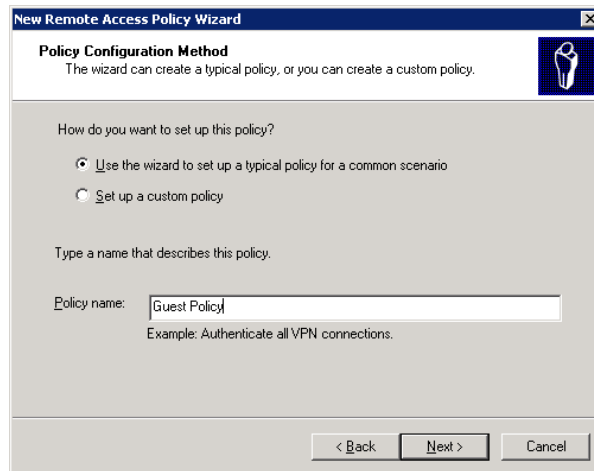 New Remote Access Policy Wizard
Policy Configuration Method
The wizard can create a typical policy, or you can create a custom policy.
How do you want to set up this policy?
Use the wizard to set up a typical policy for a common scenario
Set up a custom policy
Type a name that describes this policy.
Policy name: Guest Policy
Example: Authenticate all VPN connections.
< Back Next > Cancel